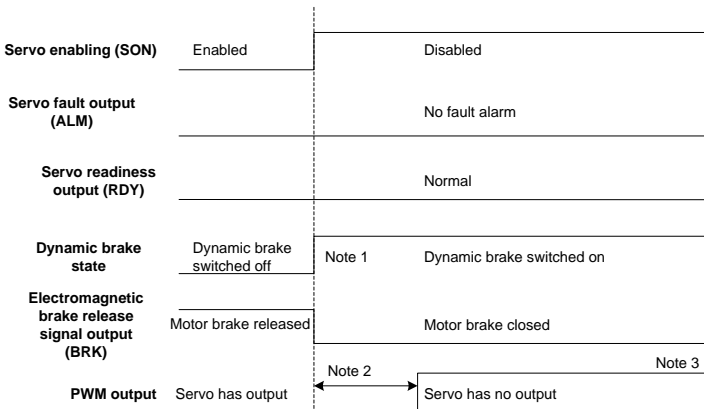 Servo enabling (SON)
Enabled
Disabled
Servo fault output
(ALM)
No fault alarm
Servo readiness
output (RDY)
Normal
Dynamic brake
state
Dynamic brake
switched off
Note 1
Dynamic brake switched on
Electromagnetic
brake release
signal output
(BRK)
Motor brake released
Motor brake closed
Note 2
Note 3
PWM output
Servo has output
Servo has no output